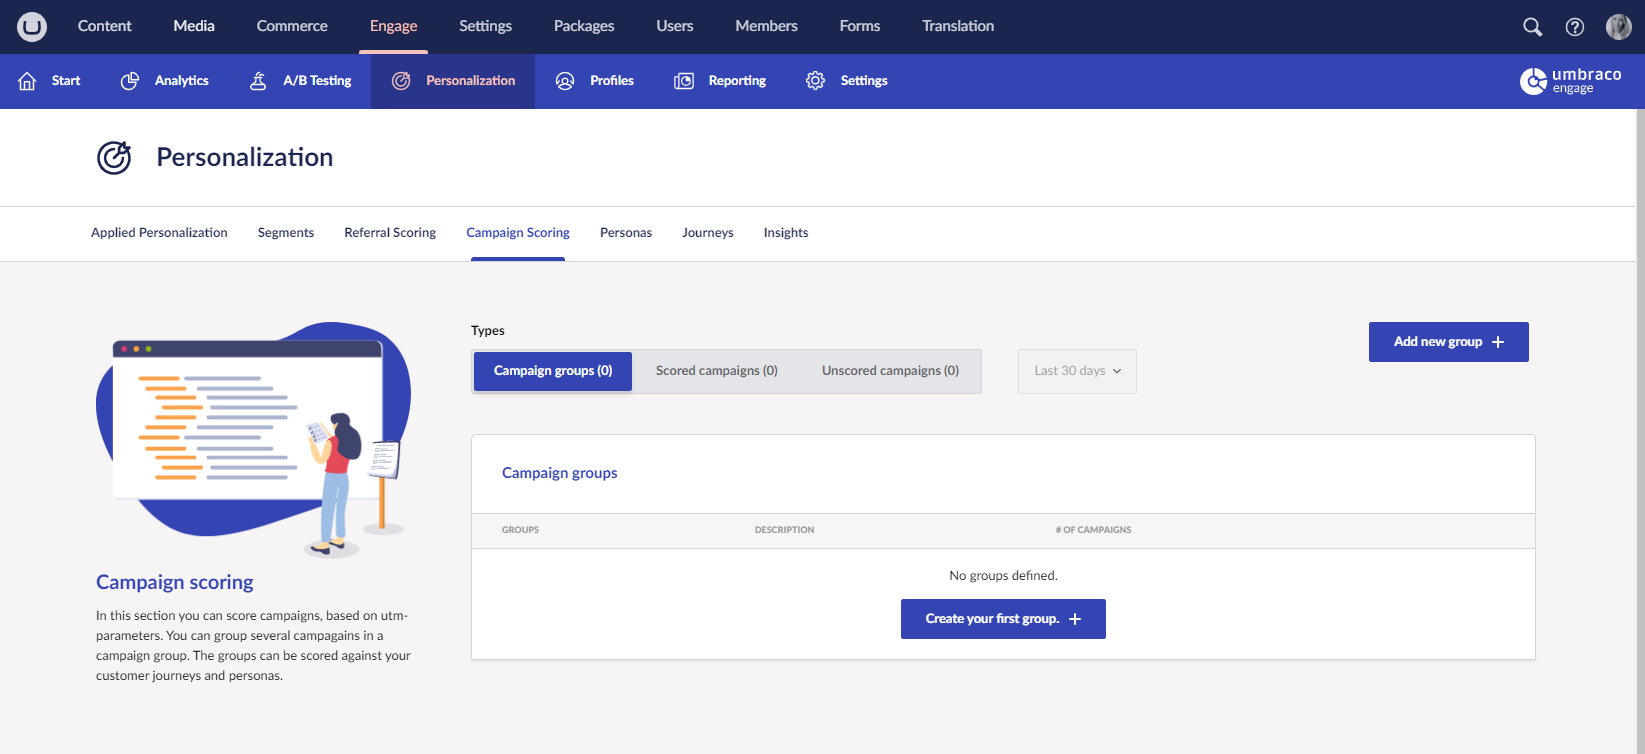 Content Media Commerce Engage Settings Packages Users Members Forms Translation
Start Analytics A/B Testing Personalization Profiles Reporting Settings
umbraco
engage
Personalization
Applied Personalization Segments Referral Scoring Campaign Scoring Personas Journeys Insights
Types
Campaign groups (0) Scored campaigns (0) Unscored campaigns (0) Last 30 days
Add new group +
Campaign groups
GROUPS DESCRIPTION # OF CAMPAIGNS
No groups defined.
Create your first group. +
Campaign scoring
In this section you can score campaigns, based on utm-
parameters. You can group several campagains in a
campaign group. The groups can be scored against your
customer journeys and personas.